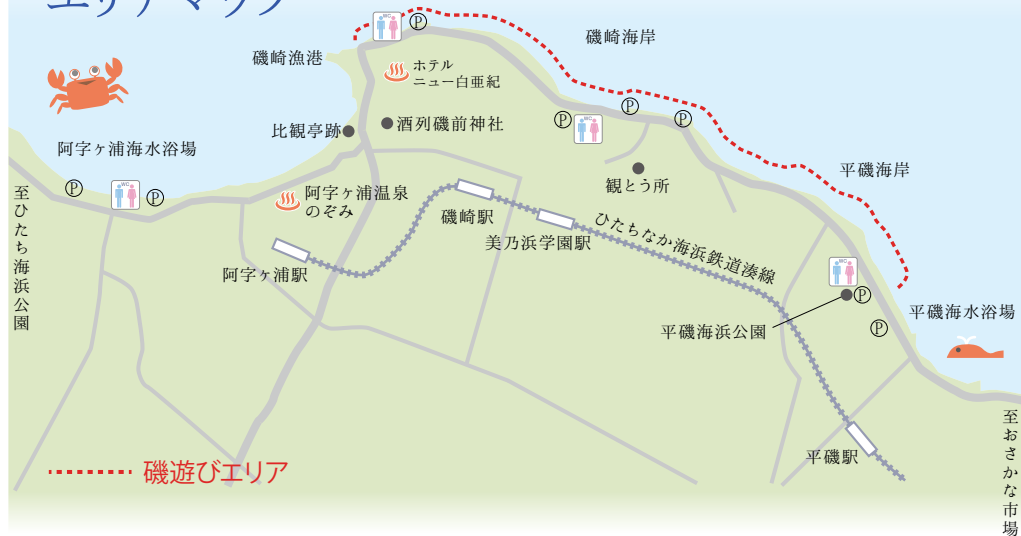 エリアマップ
WC
Ⓟ
磯崎漁港
ホテル
ニュー白亜紀
磯崎海岸
比観亭跡
酒列磯前神社
Ⓟ
WC
Ⓟ
Ⓟ
阿字ヶ浦海水浴場
Ⓟ
WC
Ⓟ
至ひたち海浜公園
阿字ヶ浦温泉
のぞみ
観とう所
平磯海岸
磯崎駅
美乃浜学園駅
ひたちなか海浜鉄道湊線
阿字ヶ浦駅
WC
Ⓟ
平磯海浜公園
Ⓟ
平磯海水浴場
平磯駅
至おさかな市場
磯遊びエリア